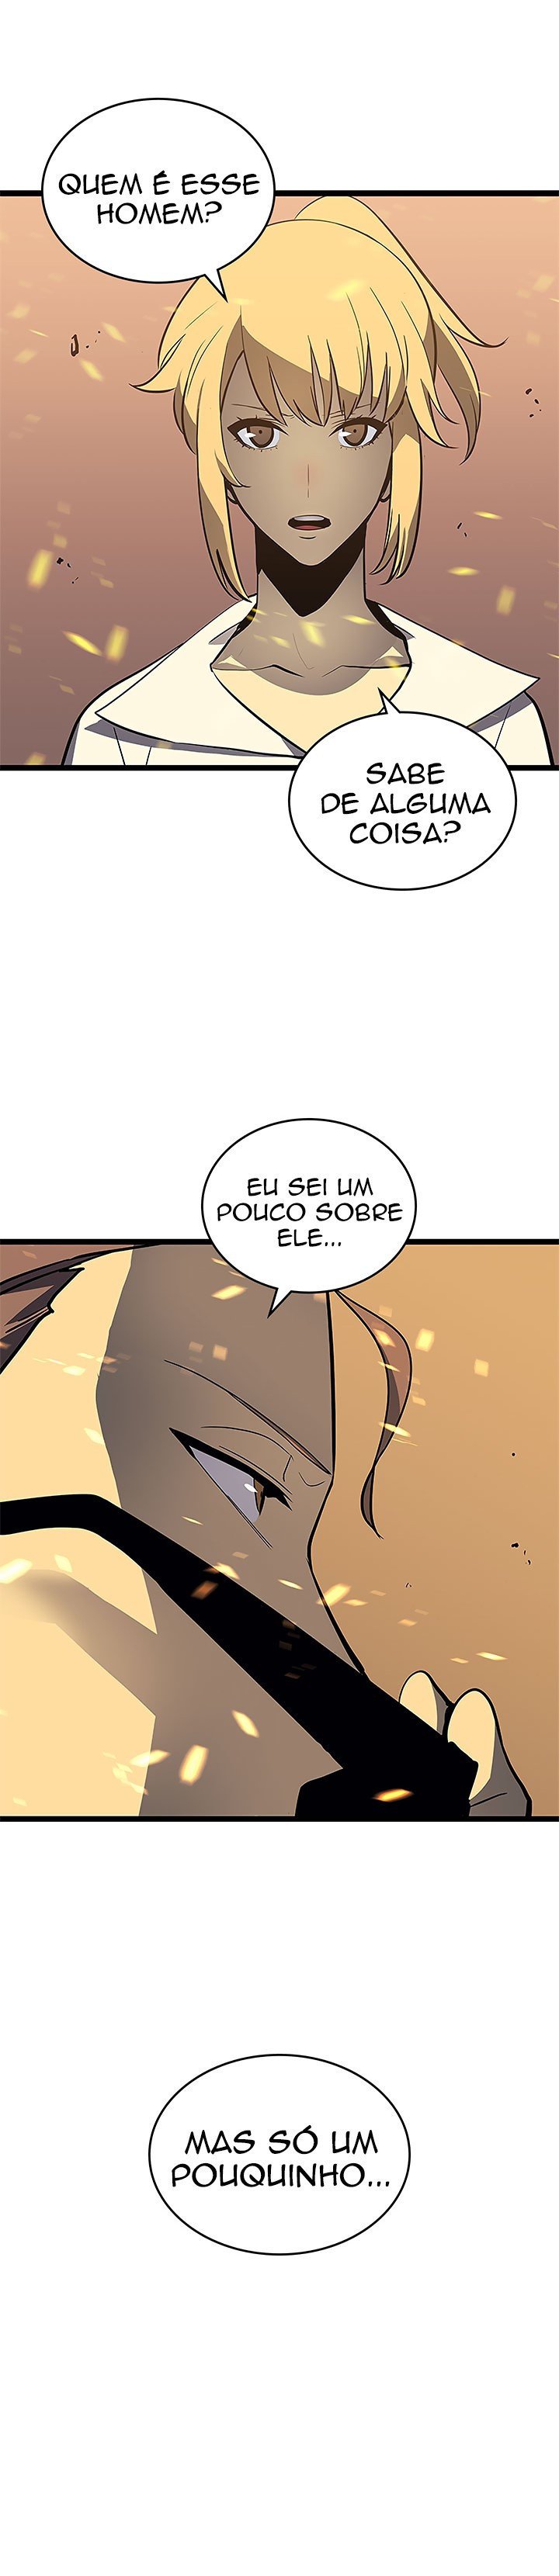 QUEM É ESSE
HOMEM?
SABE
DE ALGUMA
COISA?
EU SEI UM
POUCO SOBRE
ELE...
MAS SÓ UM
POUQUINHO...